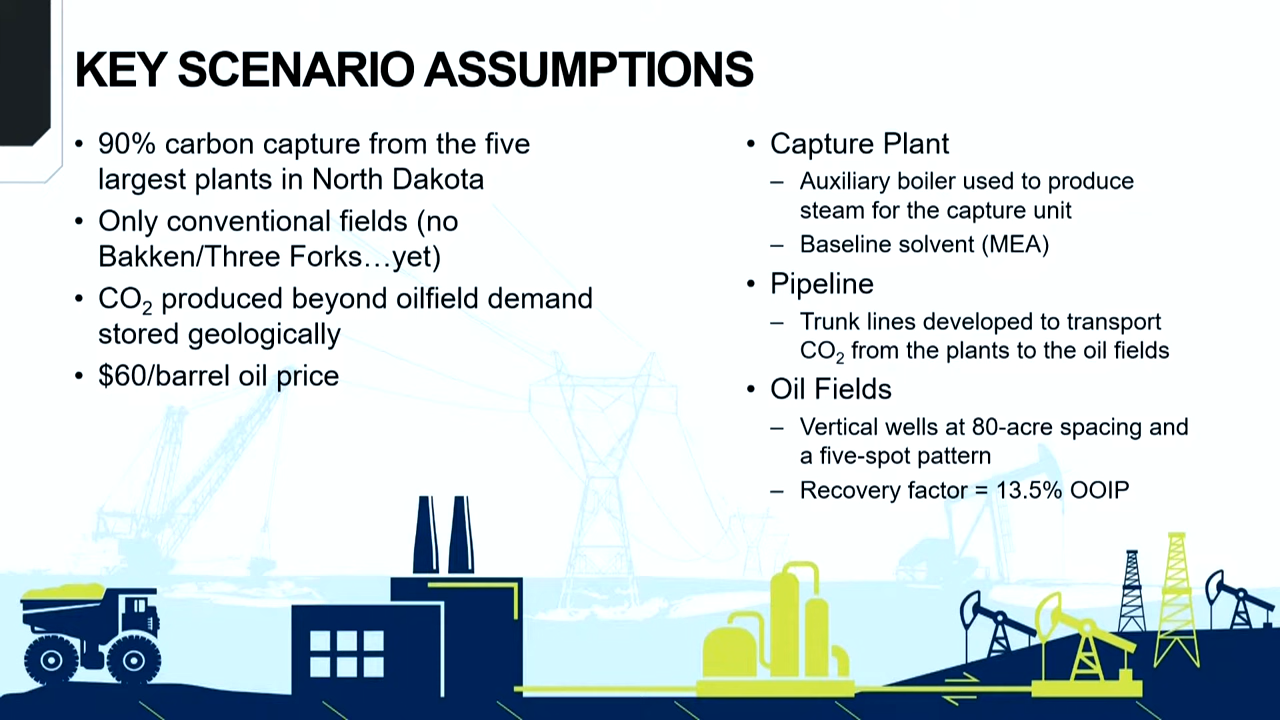 KEY SCENARIO ASSUMPTIONS
• 90% carbon capture from the five
largest plants in North Dakota
• Only conventional fields (no
Bakken/Three Forks…yet)
• CO₂ produced beyond oilfield demand
stored geologically
• $60/barrel oil price
• Capture Plant
– Auxiliary boiler used to produce
steam for the capture unit
– Baseline solvent (MEA)
• Pipeline
– Trunk lines developed to transport
CO₂ from the plants to the oil fields
• Oil Fields
– Vertical wells at 80-acre spacing and
a five-spot pattern
– Recovery factor = 13.5% OOIP